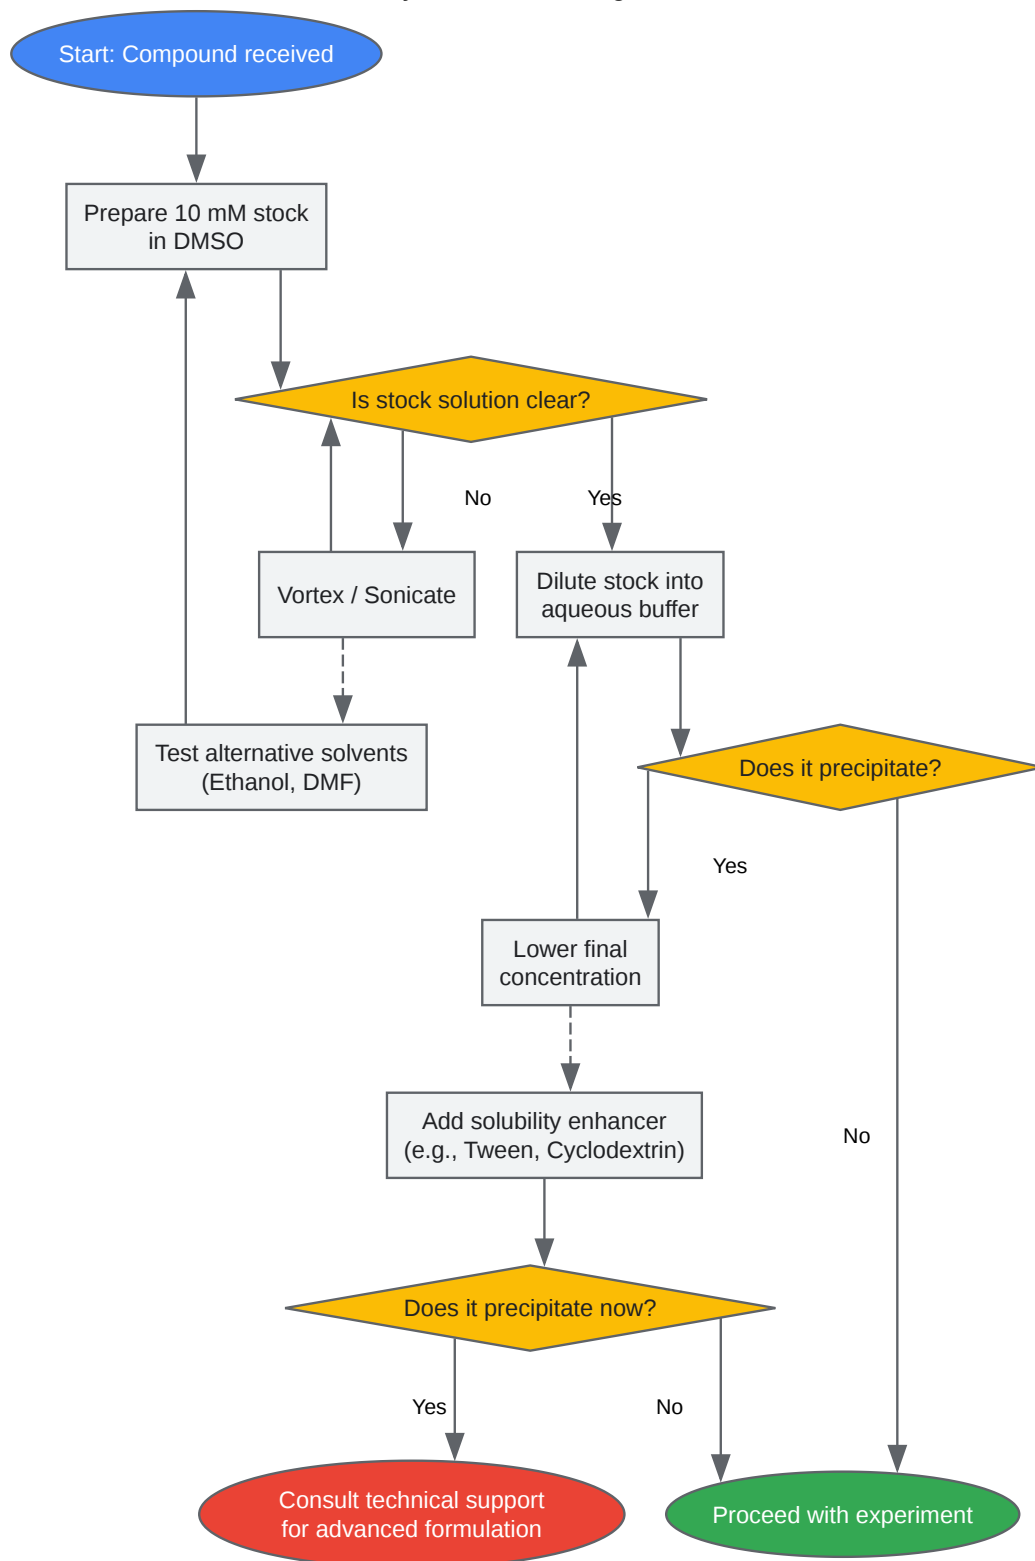 Start: Compound received
Prepare 10 mM stock
in DMSO
Is stock solution clear?
No
Yes
Vortex / Sonicate
Dilute stock into
aqueous buffer
Test alternative solvents
(Ethanol, DMF)
Does it precipitate?
Yes
Lower final
concentration
No
Add solubility enhancer
(e.g., Tween, Cyclodextrin)
Does it precipitate now?
Yes
No
Consult technical support
for advanced formulation
Proceed with experiment